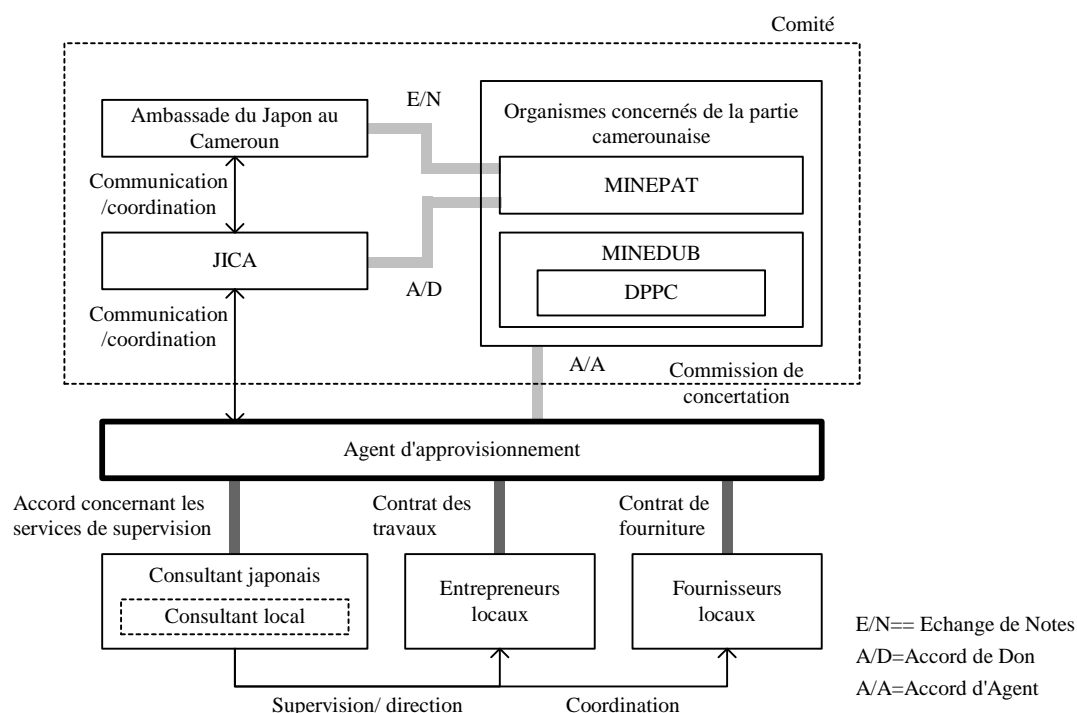 Comité
E/N
Ambassade du Japon au
Cameroun
Organismes concernés de la partie
camerounaise
Communication
/coordination
MINEPAT
JICA
MINEDUB
DPPC
A/D
Communication
/coordination
A/A
Commission de
concertation
Agent d'approvisionnement
Accord concernant les
services de supervision
Contrat des
travaux
Contrat de
fourniture
Consultant japonais
Consultant local
Entrepreneurs
locaux
Fournisseurs
locaux
E/N== Echange de Notes
A/D=Accord de Don
A/A=Accord d'Agent
Supervision/ direction
Coordination